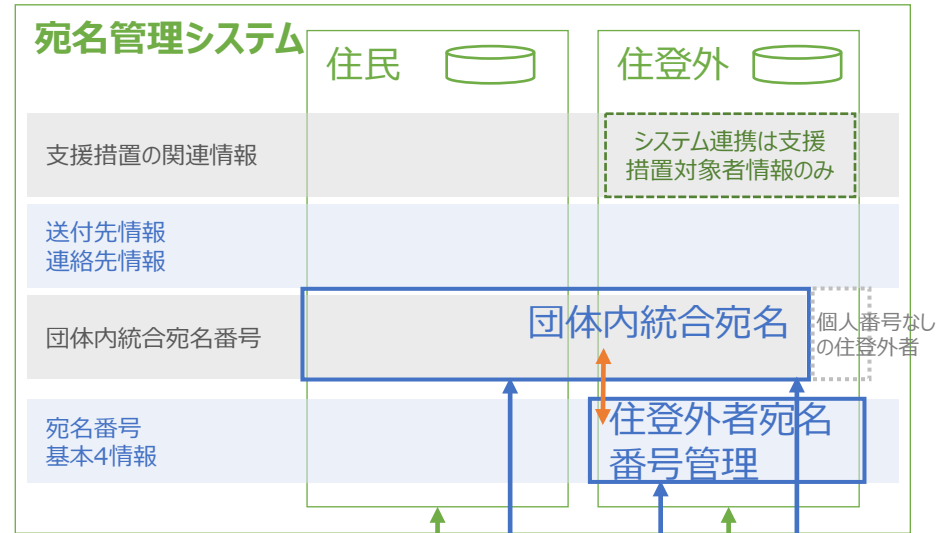 宛名管理システム
住民
住登外
支援措置の関連情報
システム連携は支援
措置対象者情報のみ
送付先情報
連絡先情報
団体内統合宛名番号
団体内統合宛名
個人番号なし
の住登外者
宛名番号
基本4情報
住登外者宛名
番号管理